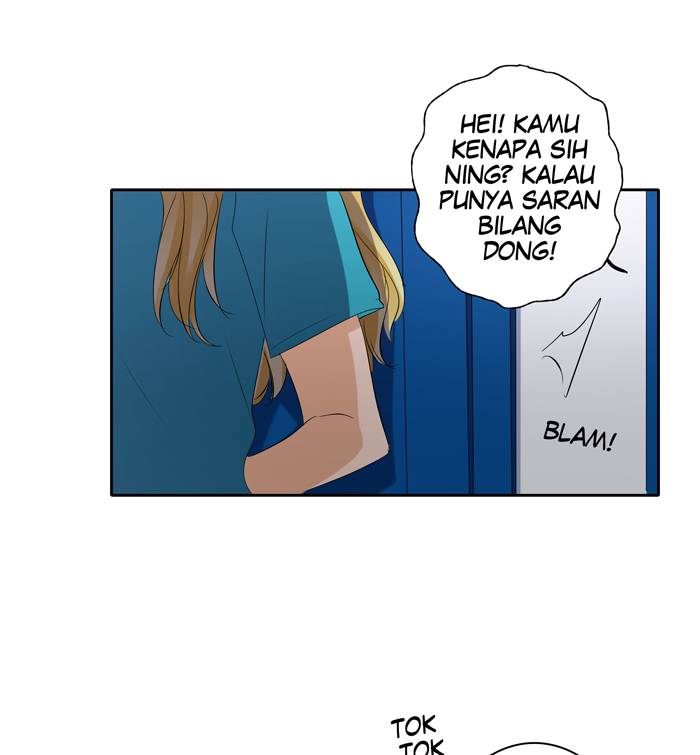 HEI! KAMU
KENAPA SIH
NING? KALAU
PUNYA SARAN
BILANG
DONG!
BLAM!
TOK
TOK